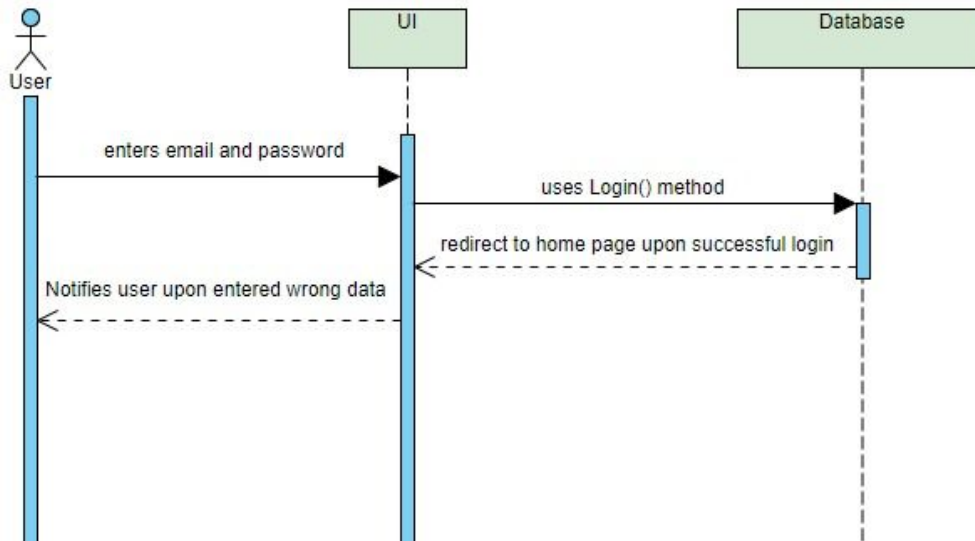 UI
Database
User
enters email and password
uses Login() method
redirect to home page upon successful login
Notifies user upon entered wrong data